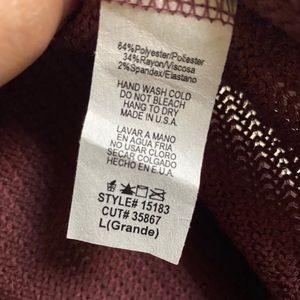 64%Polyester/Poliester
34%Rayon/Viscosa
2%Spandex/Elastano
HAND WASH COLD
DO NOT BLEACH
HANG TO DRY
MADE IN U.S.A.
LAVAR A MANO
EN AGUA FRIA
NO USAR CLORO
SECAR COLGADO
HECHO EN E.U.A.
STYLE# 15183
CUT# 35867
L(Grande)